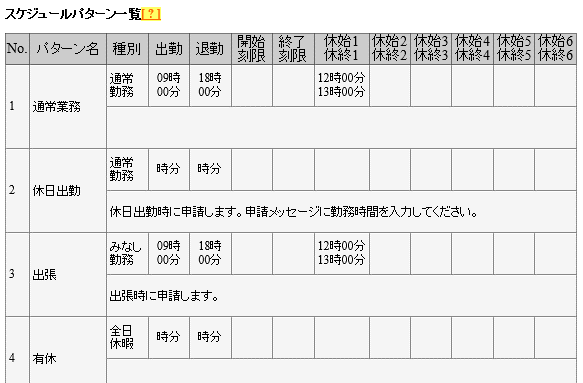 スケジュールパターン一覧[？]
No. パターン名 種別 出勤 退勤 開始 終了 休始1 休始2 休始3 休始4 休始5 休始6
刻限 刻限 休終1 休終2 休終3 休終4 休終5 休終6
1 通常業務 通常 09時 18時 12時00分
勤務 00分 00分 13時00分
2 休日出勤 通常 時分 時分
勤務
休日出勤時に申請します。申請メッセージに勤務時間を入力してください。
3 出張 みなし 09時 18時 12時00分
勤務 00分 00分 13時00分
出張時に申請します。
4 有休 全日 時分 時分
休暇